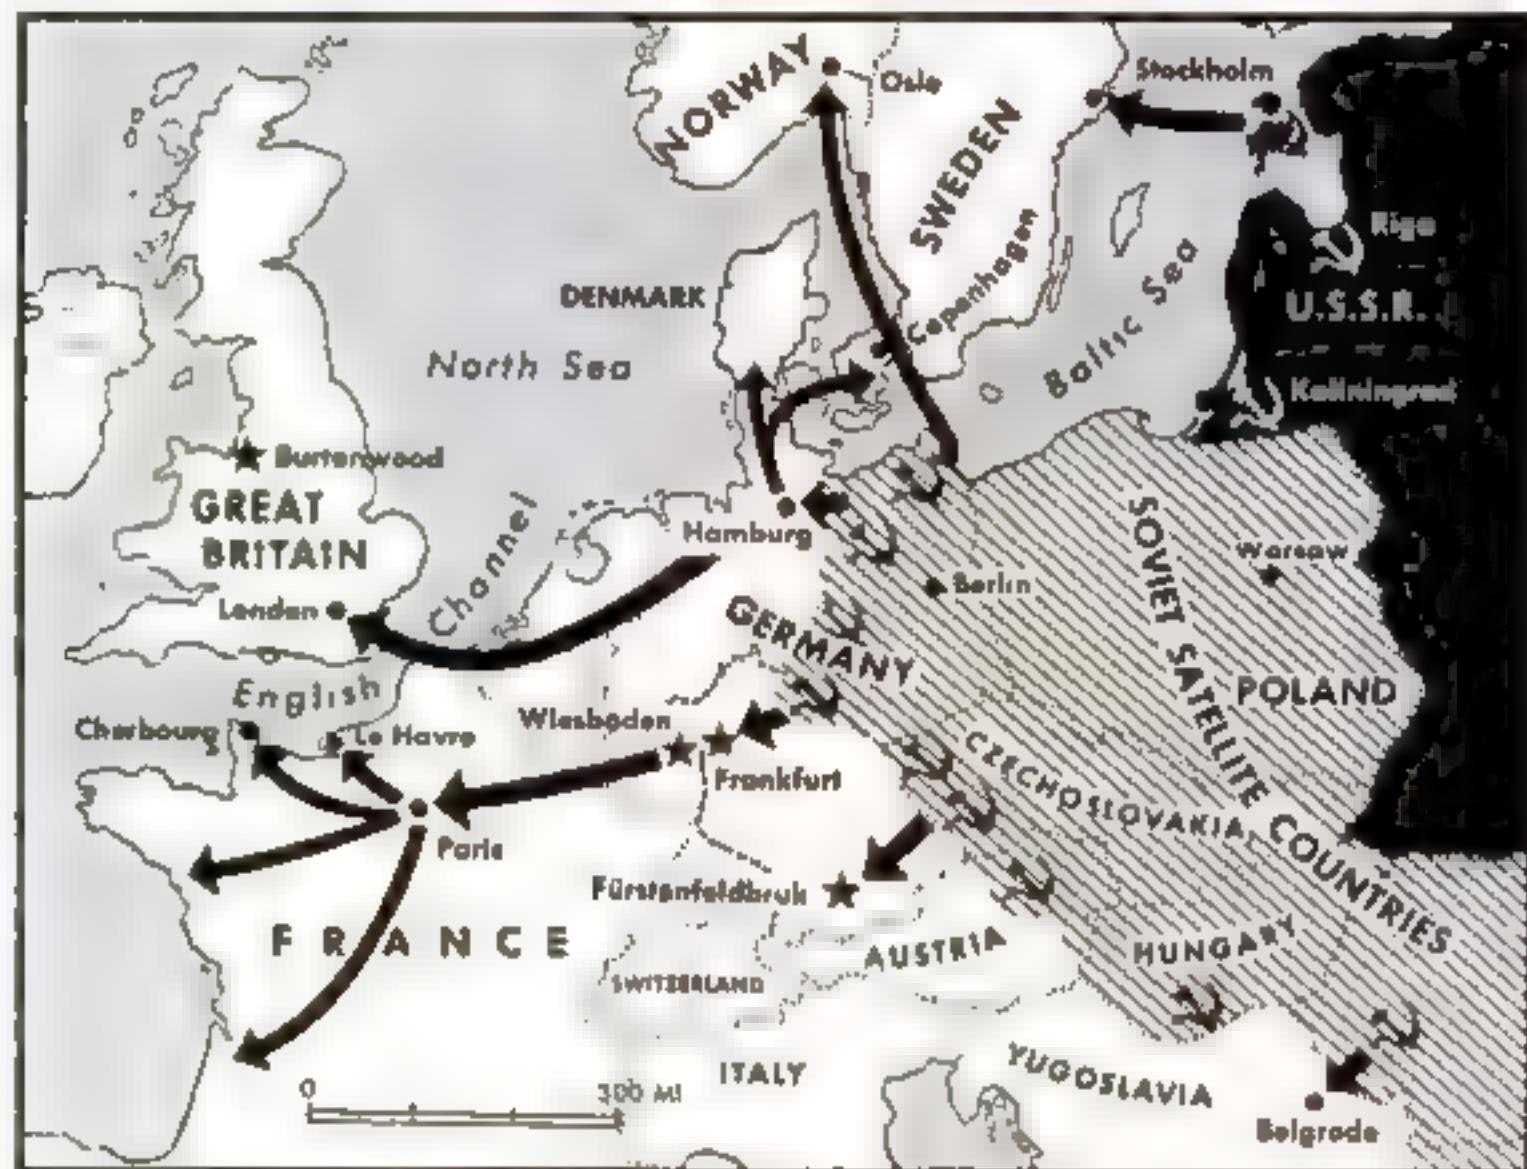 NORWAY
Oslo
Stockholm
SWEDEN
Riga
U.S.S.R.
DENMARK
Copenhagen
Baltic Sea
North Sea
Kaliningrad
Burtonwood
GREAT
BRITAIN
Hamburg
SOVIET SATELLITE COUNTRIES
Warsaw
Berlin
London
English Channel
GERMANY
POLAND
Cherbourg
Le Havre
Wiesbaden
Frankfurt
CZECHOSLOVAKIA
Paris
Fürstenfeldbruk
FRANCE
AUSTRIA
HUNGARY
SWITZERLAND
ITALY
YUGOSLAVIA
0 300 MI
Belgrade